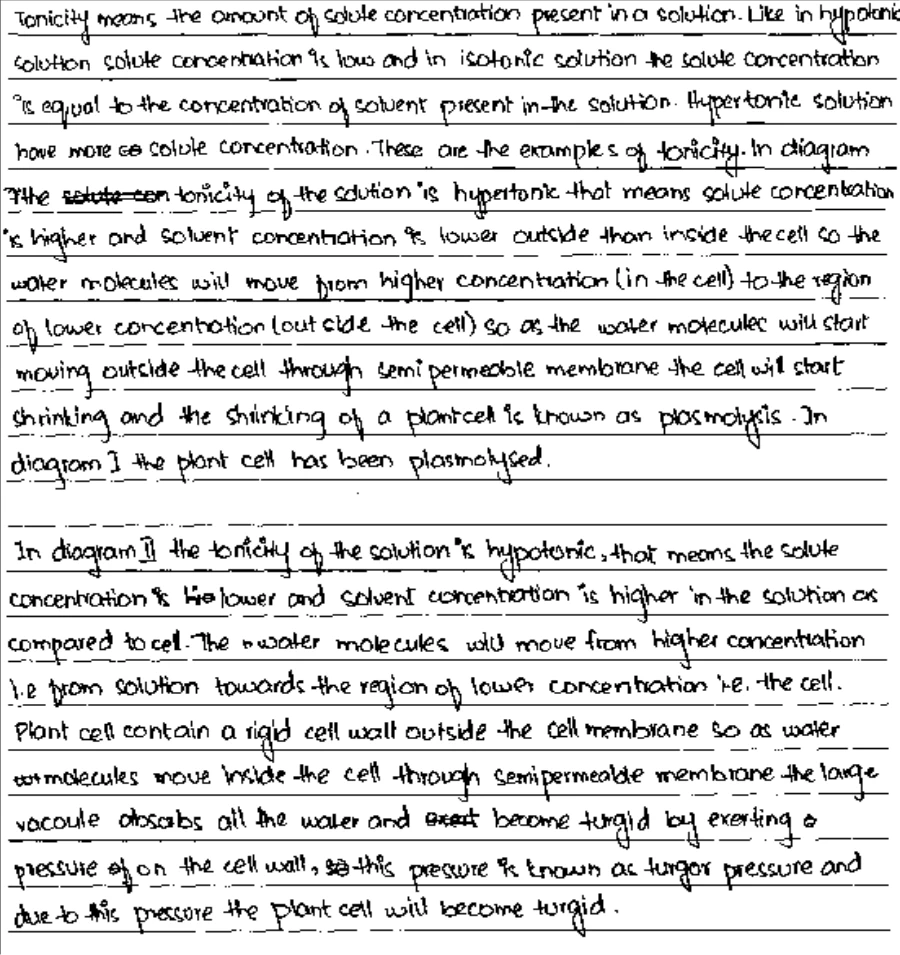 Tonicity means the amount of solute concentration present in a solution. Like in hypotonic
solution solute concentration is low and in isotonic solution the solute concentration
is equal to the concentration of solvent present in the solution. Hypertonic solution
have more co solute concentration. These are the examples of tonicity. In diagram
I the solute con tonicity of the solution is hypertonic that means solute concentration
is higher and solvent concentration is lower outside than inside the cell so the
water molecules will move from higher concentration (in the cell) to the region
of lower concentration (out side the cell) so as the water molecules will start
moving outside the cell through semi permeable membrane the cell will start
shrinking and the shrinking of a plant cell is known as plasmolysis. In
diagram I the plant cell has been plasmolysed.
In diagram II the tonicity of the solution is hypotonic, that means the solute
concentration is lower and solvent concentration is higher in the solution as
compared to cell. The water molecules will move from higher concentration
i.e from solution towards the region of lower concentration i.e. the cell.
Plant cell contain a rigid cell wall outside the cell membrane so as water
molecules move inside the cell through semipermeable membrane the large
vacoule absorbs all the water and exert become turgid by exerting a
pressure of on the cell wall, so this pressure is known as turgor pressure and
due to this pressure the plant cell will become turgid.